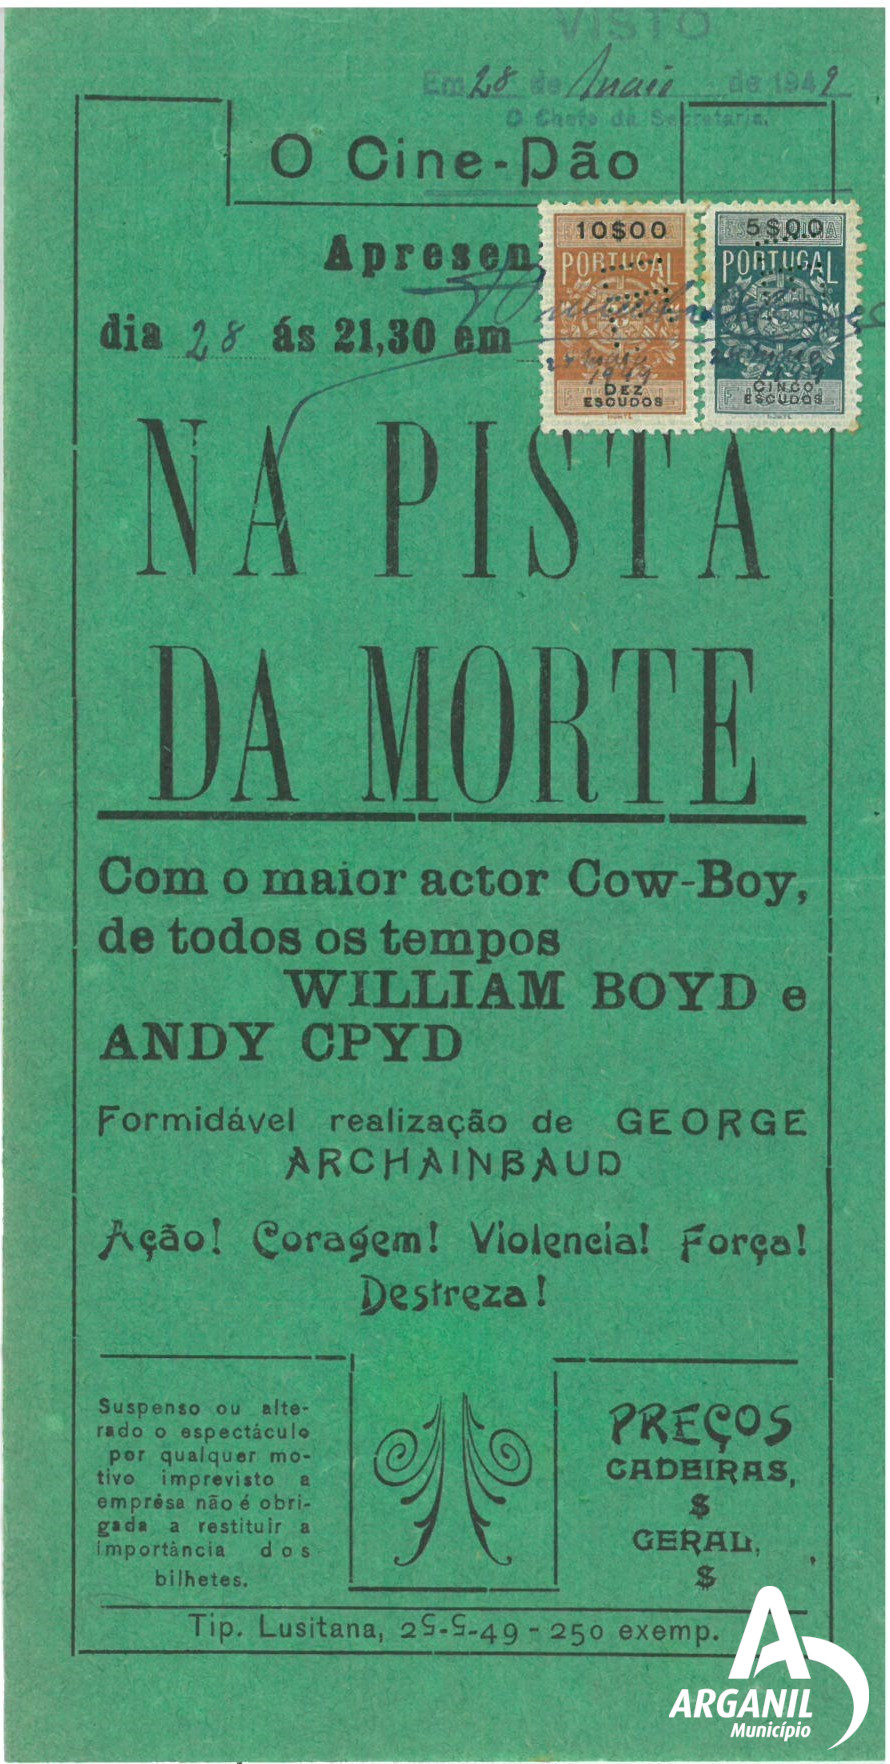 VISTO
Em 28 de Maio de 1949
O Chefe da Secretaria.
O Cine-Pão
Apresen
10$00
PORTUGAL
DEZ
ESCUDOS
5$00
PORTUGAL
CINCO
ESCUDOS
dia 28 ás 21,30 em
NA PISTA
DA MORTE
Com o maior actor Cow-Boy,
de todos os tempos
WILLIAM BOYD e
ANDY CPYD
Formidável realização de GEORGE
ARCHAINBAUD
Ação! Coragem! Violencia! Força!
Destreza!
Suspenso ou alte-
rado o espectáculo
por qualquer mo-
tivo imprevisto a
emprêsa não é obri-
gada a restituir a
importância dos
bilhetes.
PREÇOS
CADEIRAS,
$
GERAL,
$
Tip. Lusitana, 25-5-49 - 250 exemp.
ARGANIL
Município